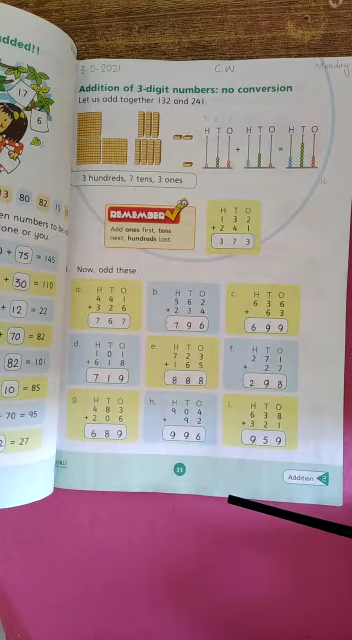 added!!
17
6
13 80 82 15
en numbers to be
one or you.
+ 75 = 145
+ 30 = 110
+ 12 = 22
+ 70 = 82
82 = 101
10 = 85
- 70 = 95
= 27
3-5-2021 C.W Monday
Addition of 3-digit numbers: no conversion
Let us add together 132 and 241.
H T O H T O H T O
+ =
3 hundreds, 7 tens, 3 ones
REMEMBER
Add ones first, tens
next, hundreds last.
H T O
1 3 2
+ 2 4 1
3 7 3
1. Now, add these.
a. H T O
4 4 1
+ 3 2 6
7 6 7
b. H T O
5 6 2
+ 2 3 4
7 9 6
c. H T O
6 3 6
+ 6 3
6 9 9
d. H T O
1 0 1
+ 6 1 8
7 1 9
e. H T O
7 2 3
+ 1 6 5
8 8 8
f. H T O
2 7 1
+ 2 7
2 9 8
g. H T O
4 8 3
+ 2 0 6
6 8 9
h. H T O
9 0 4
+ 9 2
9 9 6
i. H T O
6 3 8
+ 3 2 1
9 5 9
33
Addition 2